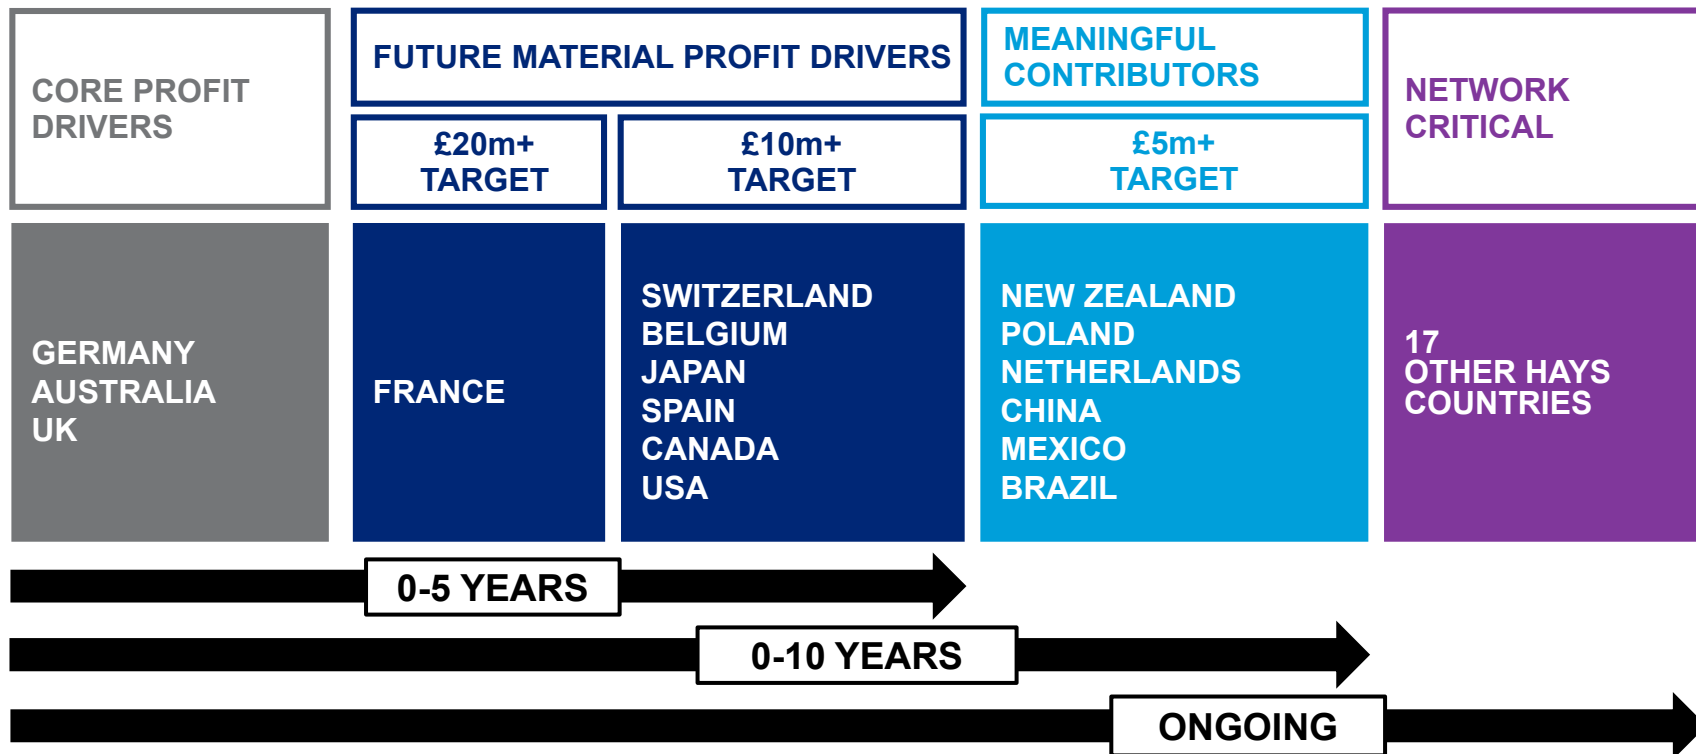 CORE PROFIT
DRIVERS
FUTURE MATERIAL PROFIT DRIVERS
£20m+
TARGET
£10m+
TARGET
MEANINGFUL
CONTRIBUTORS
£5m+
TARGET
NETWORK
CRITICAL
GERMANY
AUSTRALIA
UK
FRANCE
SWITZERLAND
BELGIUM
JAPAN
SPAIN
CANADA
USA
NEW ZEALAND
POLAND
NETHERLANDS
CHINA
MEXICO
BRAZIL
17
OTHER HAYS
COUNTRIES
0-5 YEARS
0-10 YEARS
ONGOING